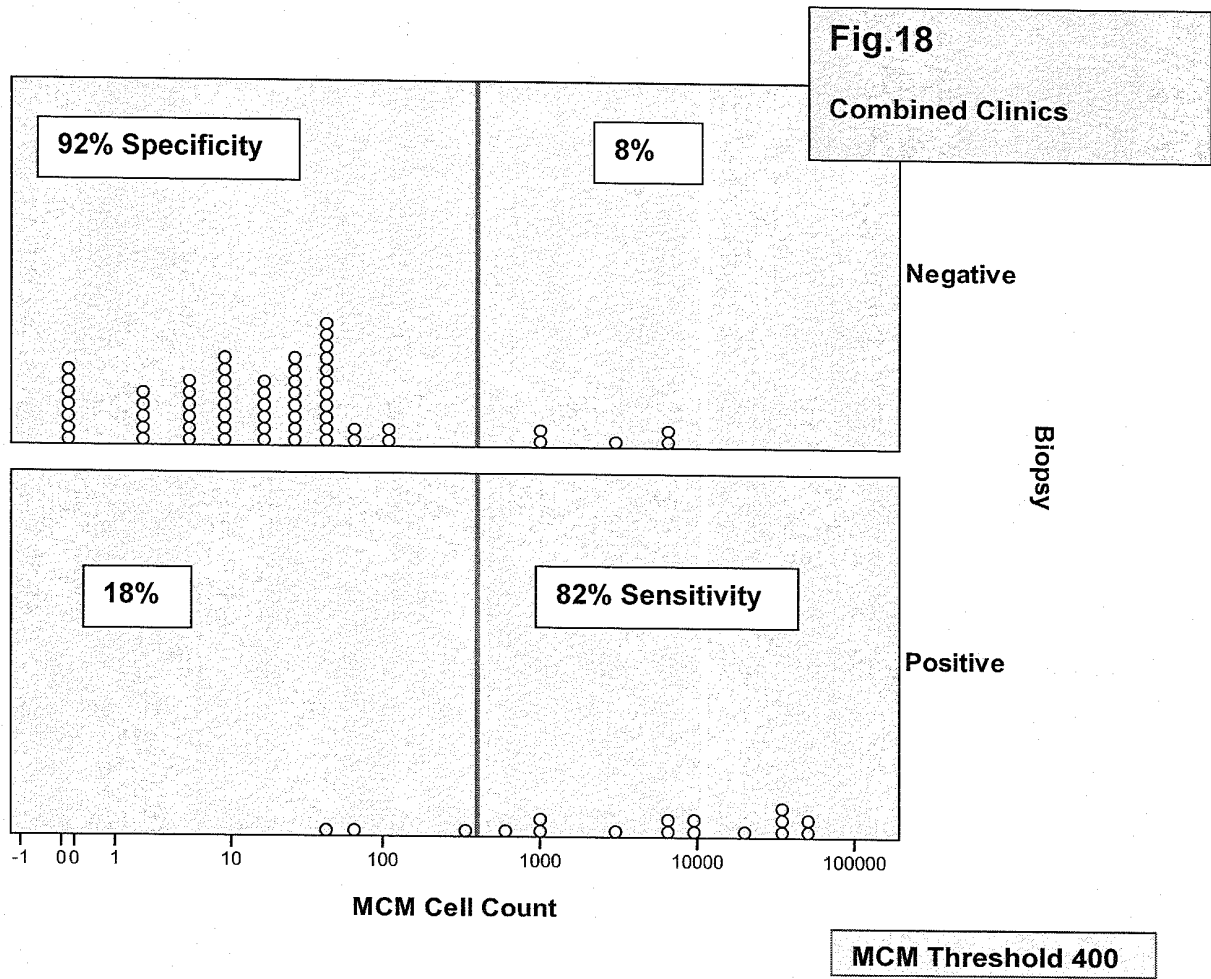 Fig.18
Combined Clinics
92% Specificity
8%
Negative
Biopsy
18%
82% Sensitivity
Positive
-1 0 0 1 10 100 1000 10000 100000
MCM Cell Count
MCM Threshold 400